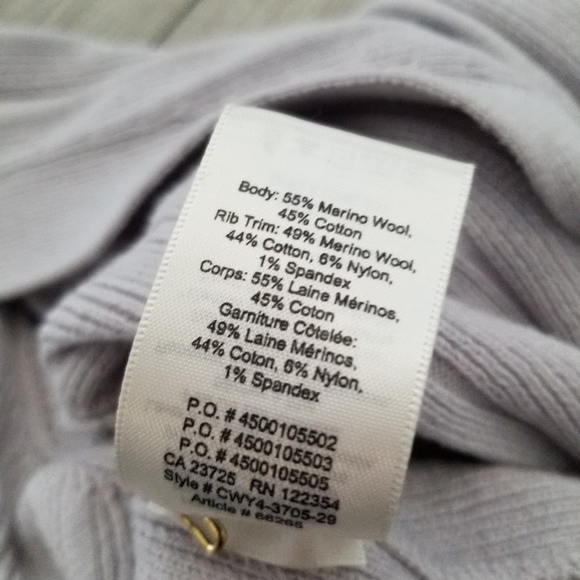 Body: 55% Merino Wool,
45% Cotton
Rib Trim: 49% Merino Wool,
44% Cotton, 6% Nylon,
1% Spandex
Corps: 55% Laine Mérinos,
45% Coton
Garniture Côtelée:
49% Laine Mérinos,
44% Coton, 6% Nylon,
1% Spandex
P.O. # 4500105502
P.O. # 4500105503
P.O. # 4500105505
CA 23725 RN 122354
Style # CWY4-3705-29
Article # 66265